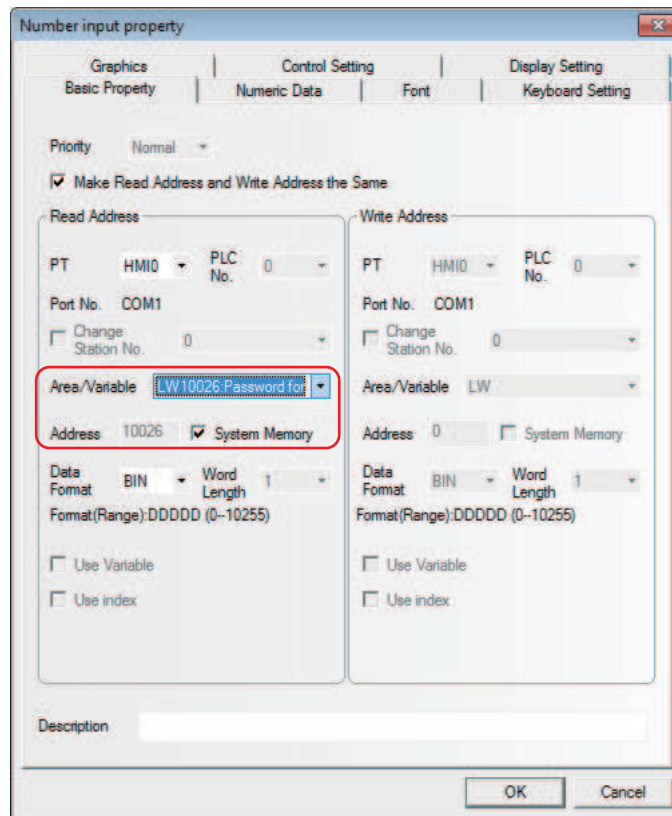 Number input property
Graphics Control Setting Display Setting
Basic Property Numeric Data Font Keyboard Setting
Priority Normal
Make Read Address and Write Address the Same
Read Address
PT HMI0 PLC No. 0
Port No. COM1
Change Station No. 0
Area/Variable LW10026:Password for
Address 10026 System Memory
Data Format BIN Word Length 1
Format(Range):DDDDD (0--10255)
Use Variable
Use index
Write Address
PT HMI0 PLC No. 0
Port No. COM1
Change Station No. 0
Area/Variable LW
Address 0 System Memory
Data Format BIN Word Length 1
Format(Range):DDDDD (0--10255)
Use Variable
Use index
Description
OK Cancel